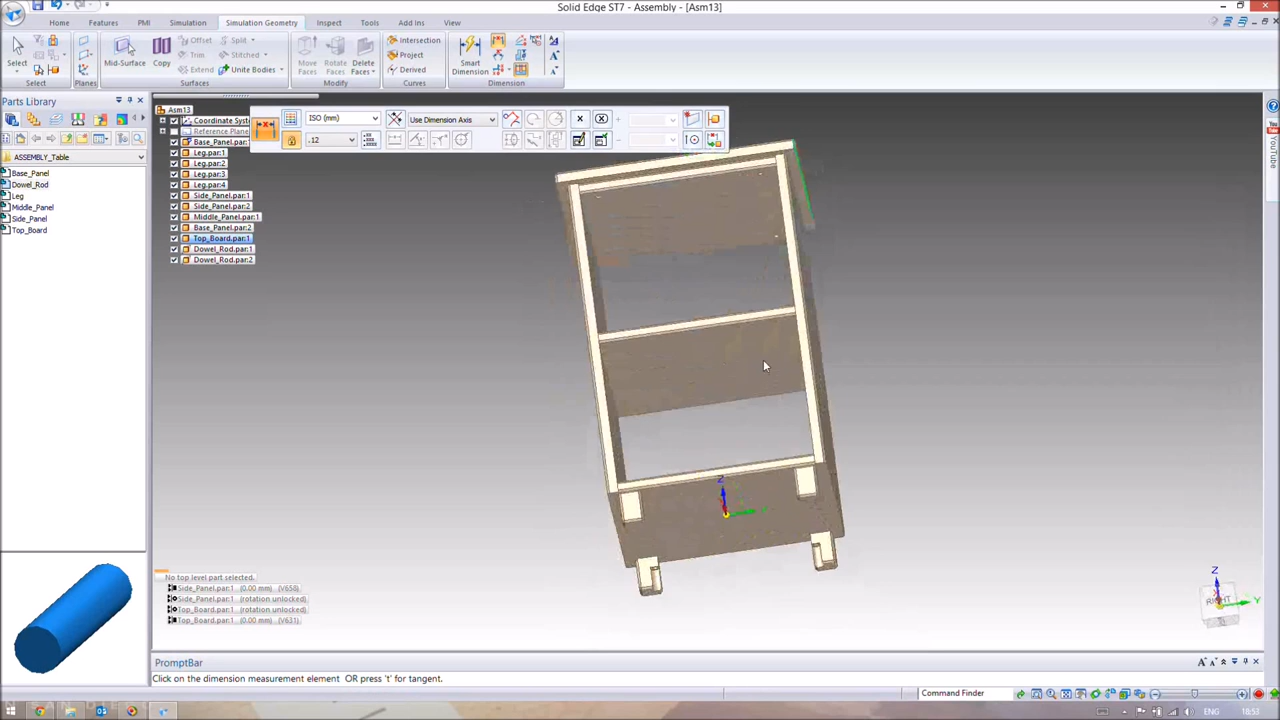 Solid Edge ST7 - Assembly - [Asm13]
Home Features PMI Simulation Simulation Geometry Inspect Tools Add Ins View
Select
Mid-Surface
Copy
Offset
Trim
Extend
Split
Stitched
Unite Bodies
Move Faces
Rotate Faces
Delete Faces
Intersection
Project
Derived
Smart Dimension
Select Planes Surfaces Modify Curves Dimension
Parts Library
ASSEMBLY_Table
Base_Panel
Dowel_Rod
Leg
Middle_Panel
Side_Panel
Top_Board
ISO (mm)
Use Dimension Axis
.12
Asm13
Coordinate Syst
Reference Plane
Base_Panel.par:1
Leg.par:1
Leg.par:2
Leg.par:3
Leg.par:4
Side_Panel.par:1
Side_Panel.par:2
Middle_Panel.par:1
Base_Panel.par:2
Top_Board.par:1
Dowel_Rod.par:1
Dowel_Rod.par:2
YouTube
Z
Z
RIGHT
Y
No top level part selected.
Side_Panel.par:1 (0.00 mm) (V658)
Side_Panel.par:1 (rotation unlocked)
Top_Board.par:1 (rotation unlocked)
Top_Board.par:1 (0.00 mm) (V631)
PromptBar
Click on the dimension measurement element OR press 't' for tangent.
Command Finder
ENG 18:53